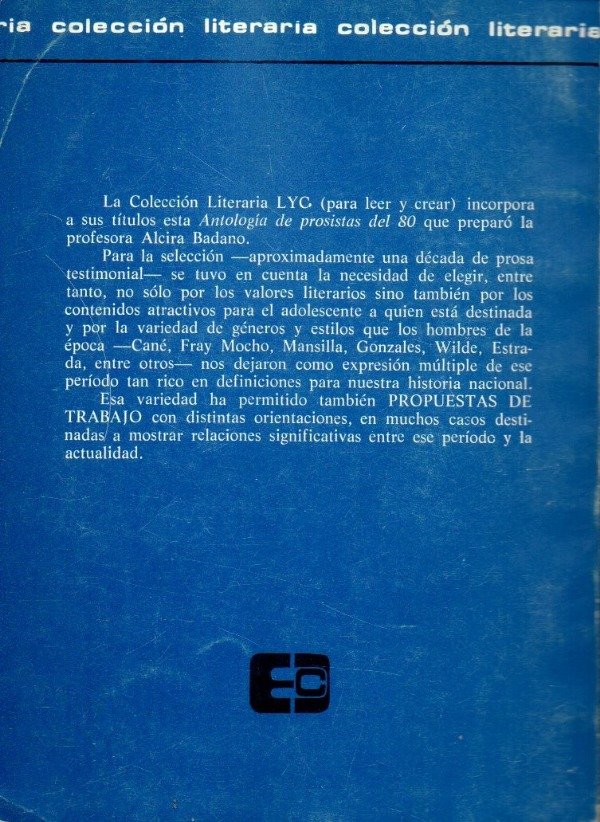 ria colección literaria colección literaria
La Colección Literaria LYC (para leer y crear) incorpora
a sus títulos esta Antología de prosistas del 80 que preparó la
profesora Alcira Badano.
Para la selección —aproximadamente una década de prosa
testimonial— se tuvo en cuenta la necesidad de elegir, entre
tanto, no sólo por los valores literarios sino también por los
contenidos atractivos para el adolescente a quien está destinada
y por la variedad de géneros y estilos que los hombres de la
época —Cané, Fray Mocho, Mansilla, Gonzales, Wilde, Estra-
da, entre otros— nos dejaron como expresión múltiple de ese
período tan rico en definiciones para nuestra historia nacional.
Esa variedad ha permitido también PROPUESTAS DE
TRABAJO con distintas orientaciones, en muchos casos desti-
nadas a mostrar relaciones significativas entre ese período y la
actualidad.